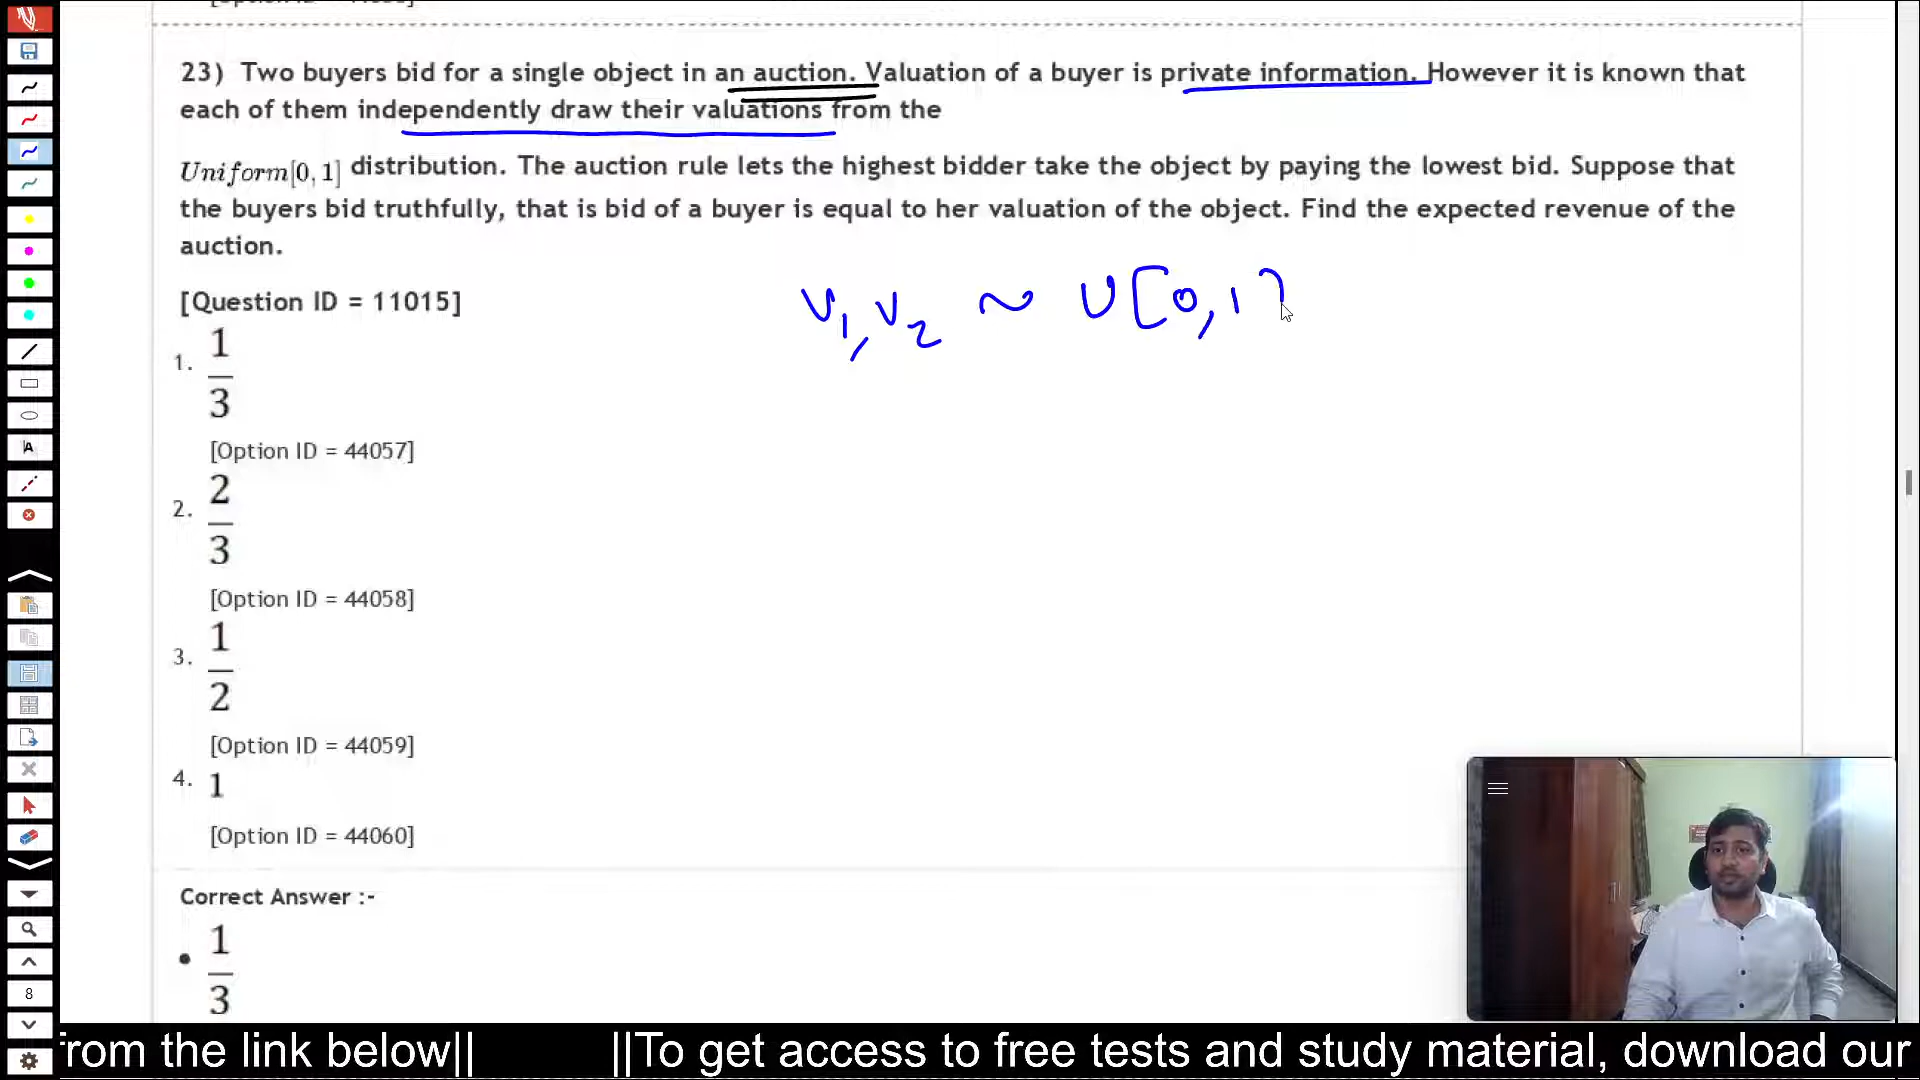 23) Two buyers bid for a single object in an auction. Valuation of a buyer is private information. However it is known that
each of them independently draw their valuations from the
Uniform[0, 1] distribution. The auction rule lets the highest bidder take the object by paying the lowest bid. Suppose that
the buyers bid truthfully, that is bid of a buyer is equal to her valuation of the object. Find the expected revenue of the
auction.
[Question ID = 11015]
V1, V2 ~ U[0,1]
1. 1/3
[Option ID = 44057]
2. 2/3
[Option ID = 44058]
3. 1/2
[Option ID = 44059]
4. 1
[Option ID = 44060]
Correct Answer :-
• 1/3
A
8
from the link below|| ||To get access to free tests and study material, download our